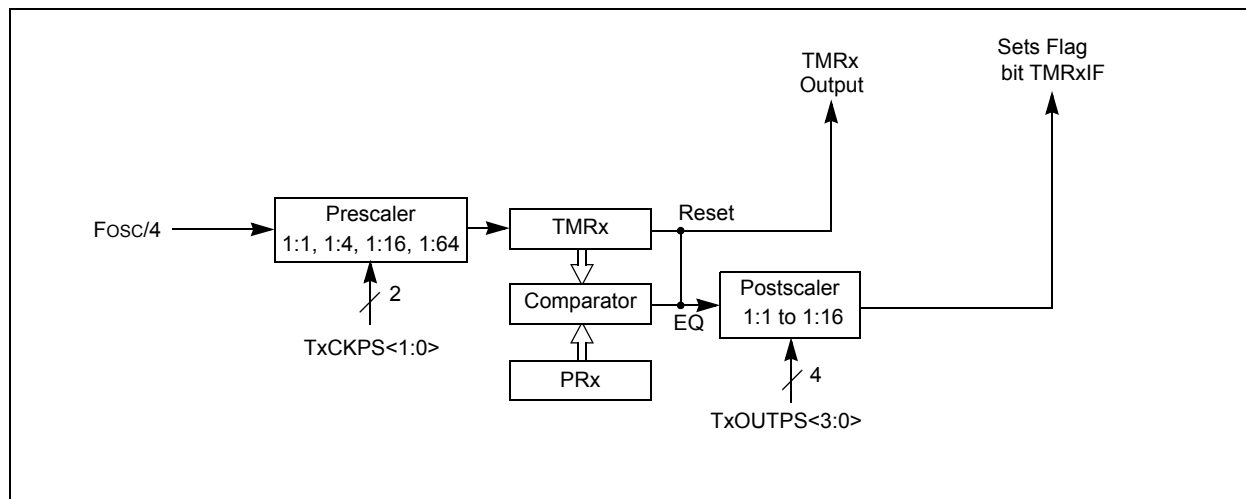 TMRx
Output
Sets Flag
bit TMRxIF
FOSC/4
Prescaler
1:1, 1:4, 1:16, 1:64
2
TxCKPS<1:0>
TMRx
Reset
Comparator
EQ
PRx
Postscaler
1:1 to 1:16
4
TxOUTPS<3:0>